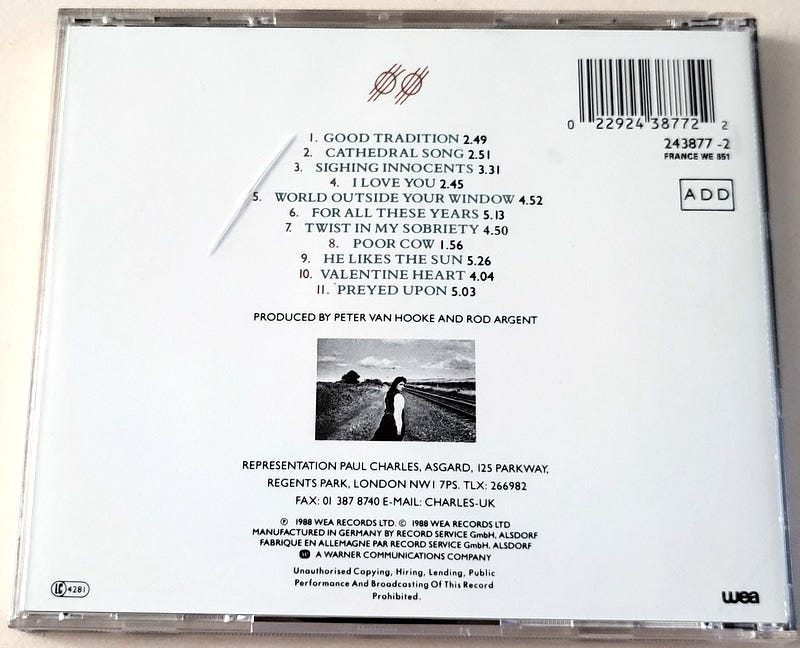 0 22924 38772 2
243877 -2
FRANCE WE 851
ADD
1. GOOD TRADITION 2.49
2. CATHEDRAL SONG 2.51
3. SIGHING INNOCENTS 3.31
4. I LOVE YOU 2.45
5. WORLD OUTSIDE YOUR WINDOW 4.52
6. FOR ALL THESE YEARS 5.13
7. TWIST IN MY SOBRIETY 4.50
8. POOR COW 1.56
9. HE LIKES THE SUN 5.26
10. VALENTINE HEART 4.04
11. PREYED UPON 5.03
PRODUCED BY PETER VAN HOOKE AND ROD ARGENT
REPRESENTATION PAUL CHARLES, ASGARD, 125 PARKWAY,
REGENTS PARK, LONDON NW1 7PS. TLX: 266982
FAX: 01 387 8740 E-MAIL: CHARLES-UK
℗ 1988 WEA RECORDS LTD. © 1988 WEA RECORDS LTD
MANUFACTURED IN GERMANY BY RECORD SERVICE GmbH, ALSDORF
FABRIQUE EN ALLEMAGNE PAR RECORD SERVICE GmbH, ALSDORF
A WARNER COMMUNICATIONS COMPANY
Unauthorised Copying, Hiring, Lending, Public
Performance And Broadcasting Of This Record
Prohibited.
LC 4281
wea